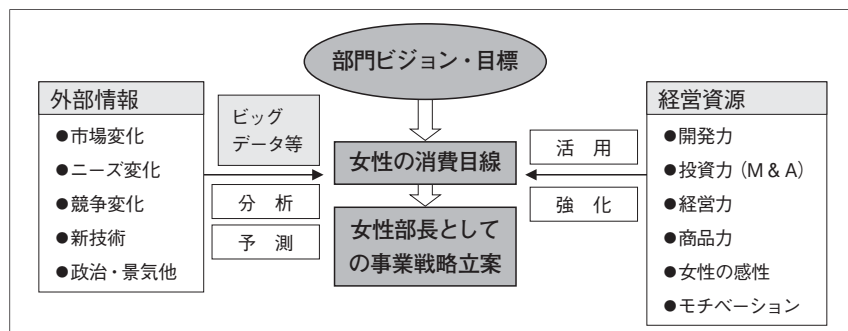 部門ビジョン・目標
外部情報
●市場変化
●ニーズ変化
●競争変化
●新技術
●政治・景気他
ビッグ
データ等
分　析
予　測
女性の消費目線
女性部長として
の事業戦略立案
活　用
強　化
経営資源
●開発力
●投資力（M & A）
●経営力
●商品力
●女性の感性
●モチベーション